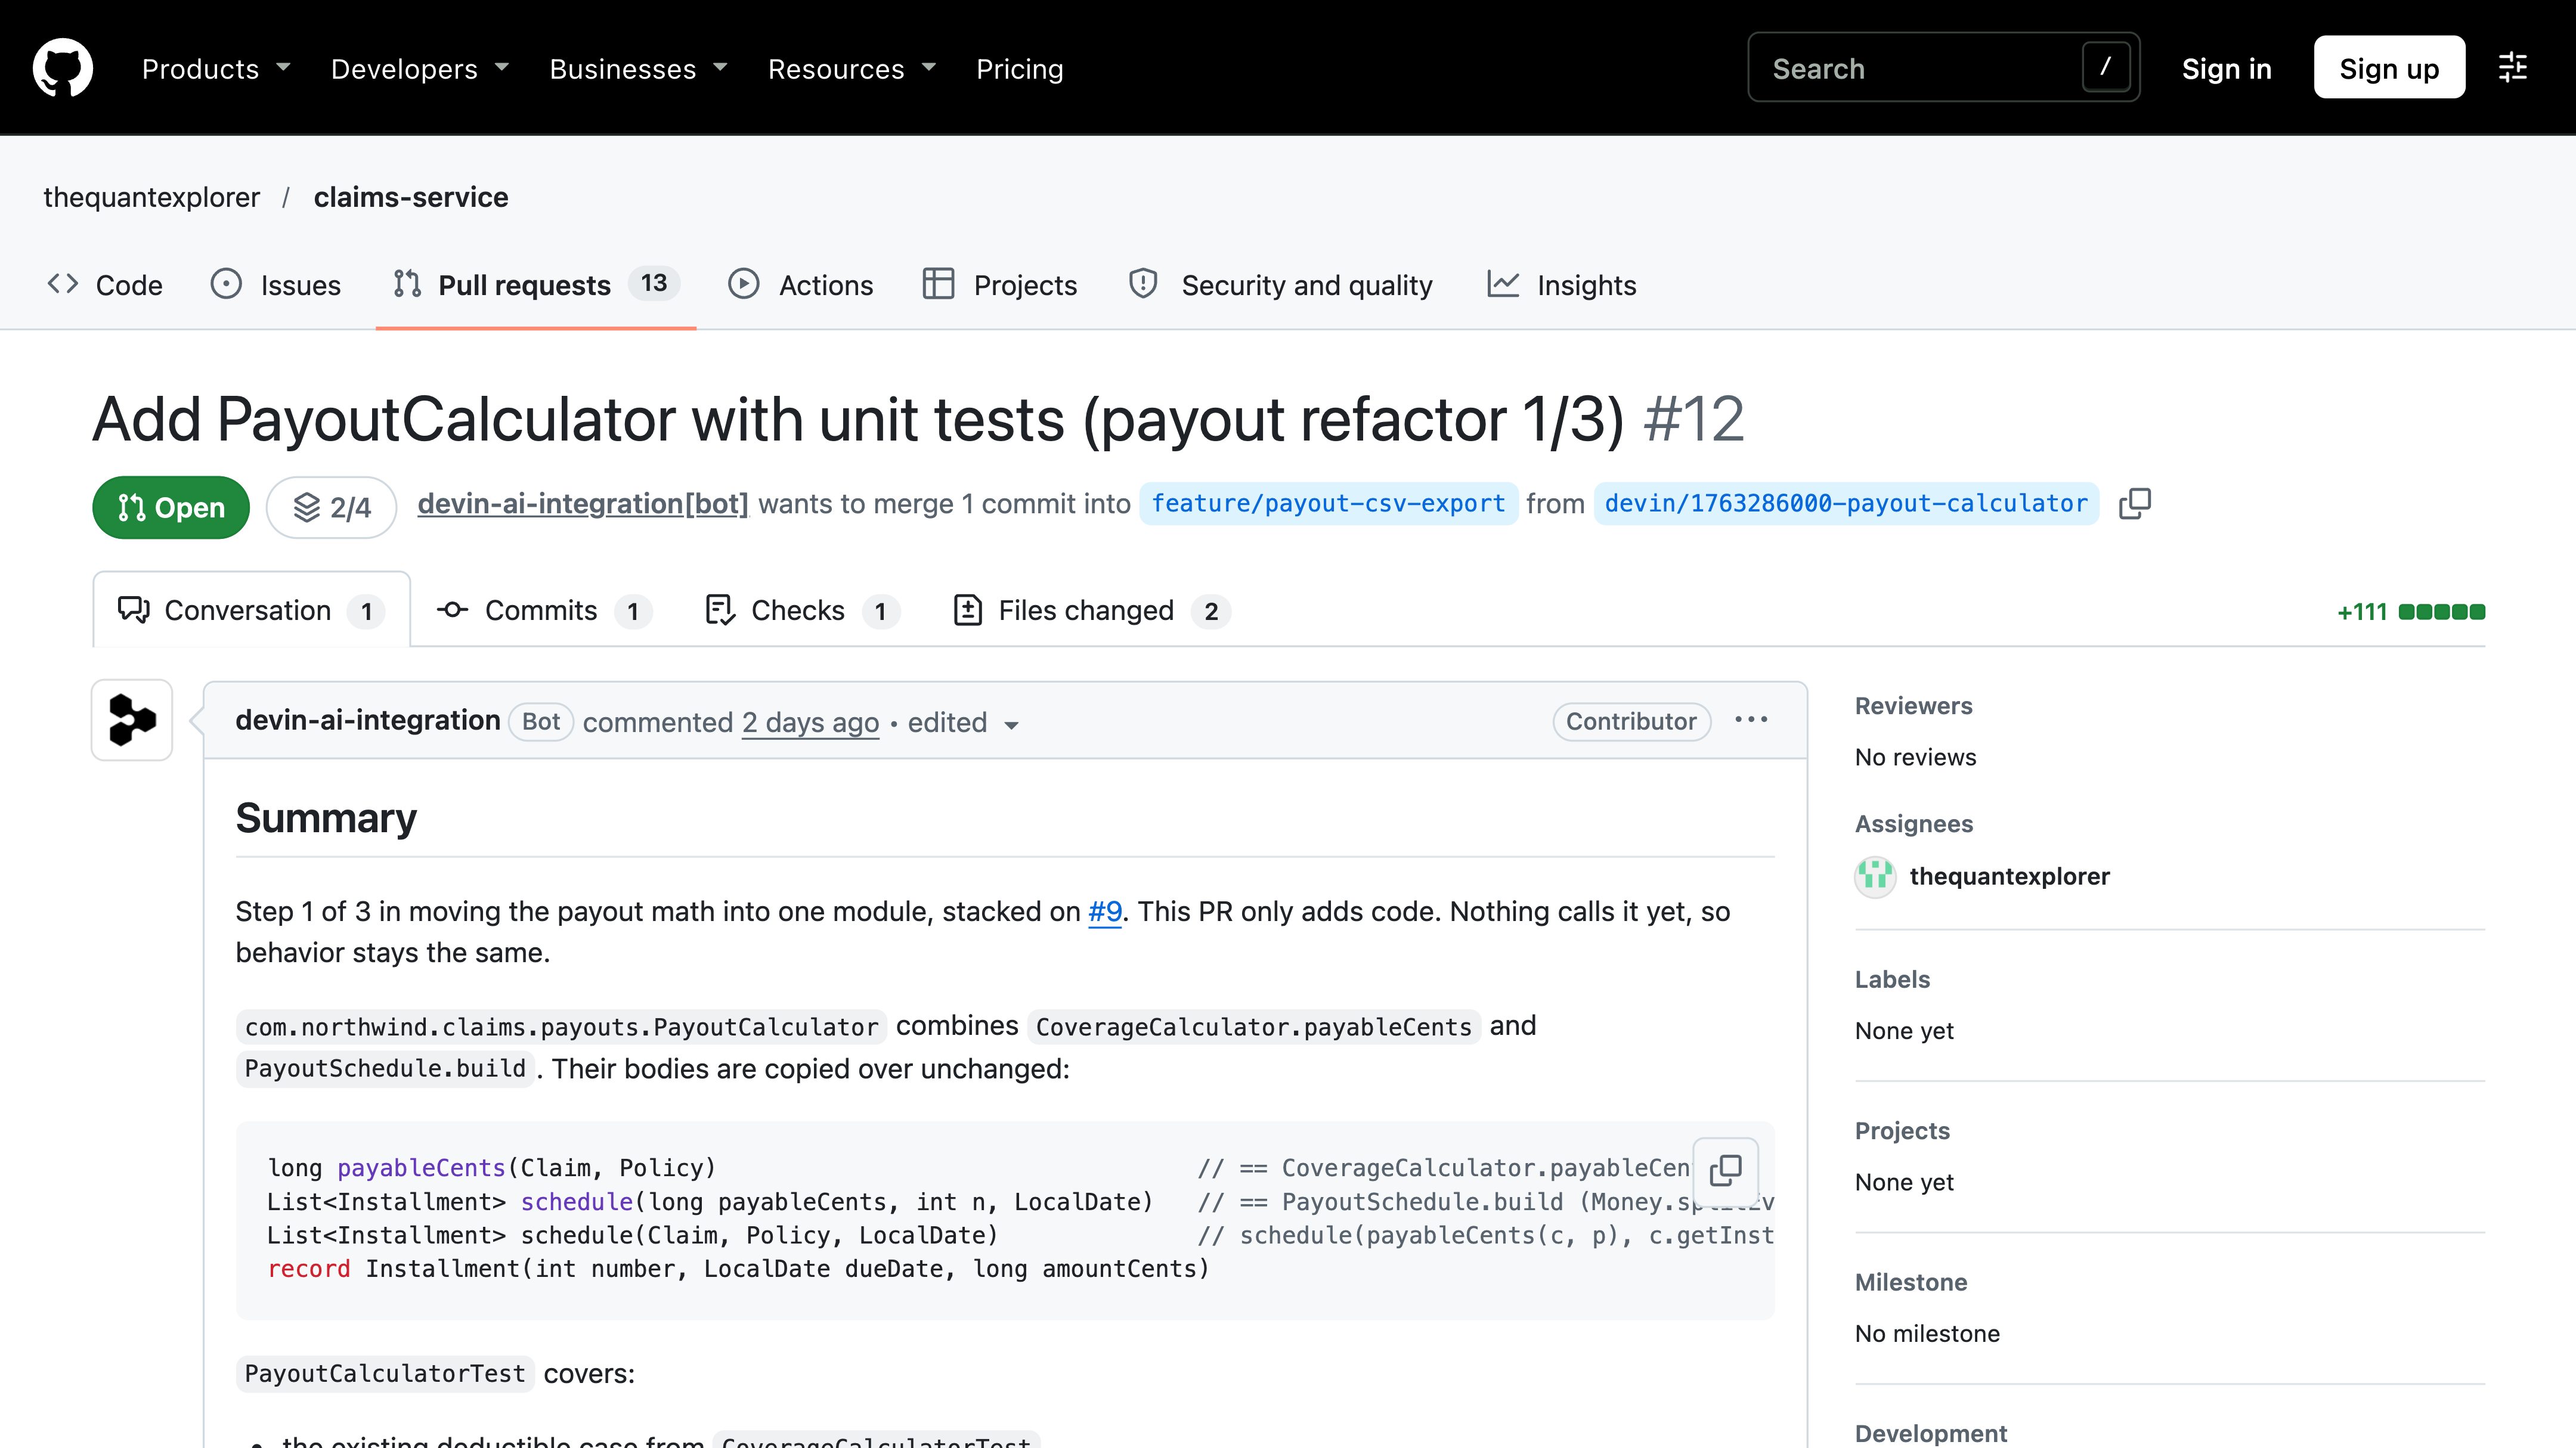 Products Developers Businesses Resources Pricing Search / Sign in Sign up
thequantexplorer / claims-service
Code Issues Pull requests 13 Actions Projects Security and quality Insights
Add PayoutCalculator with unit tests (payout refactor 1/3) #12
Open 2/4 devin-ai-integration[bot] wants to merge 1 commit into feature/payout-csv-export from devin/1763286000-payout-calculator
Conversation 1 Commits 1 Checks 1 Files changed 2 +111
devin-ai-integration Bot commented 2 days ago • edited Contributor
Summary
Step 1 of 3 in moving the payout math into one module, stacked on #9. This PR only adds code. Nothing calls it yet, so
behavior stays the same.
com.northwind.claims.payouts.PayoutCalculator combines CoverageCalculator.payableCents and
PayoutSchedule.build. Their bodies are copied over unchanged:
long payableCents(Claim, Policy) // == CoverageCalculator.payableCen
List<Installment> schedule(long payableCents, int n, LocalDate) // == PayoutSchedule.build
List<Installment> schedule(Claim, Policy, LocalDate) // schedule(payableCents(c, p), c.getInst
record Installment(int number, LocalDate dueDate, long amountCents)
PayoutCalculatorTest covers:
• the existing deductible case from CoverageCalculatorTest
Reviewers
No reviews
Assignees
thequantexplorer
Labels
None yet
Projects
None yet
Milestone
No milestone
Development